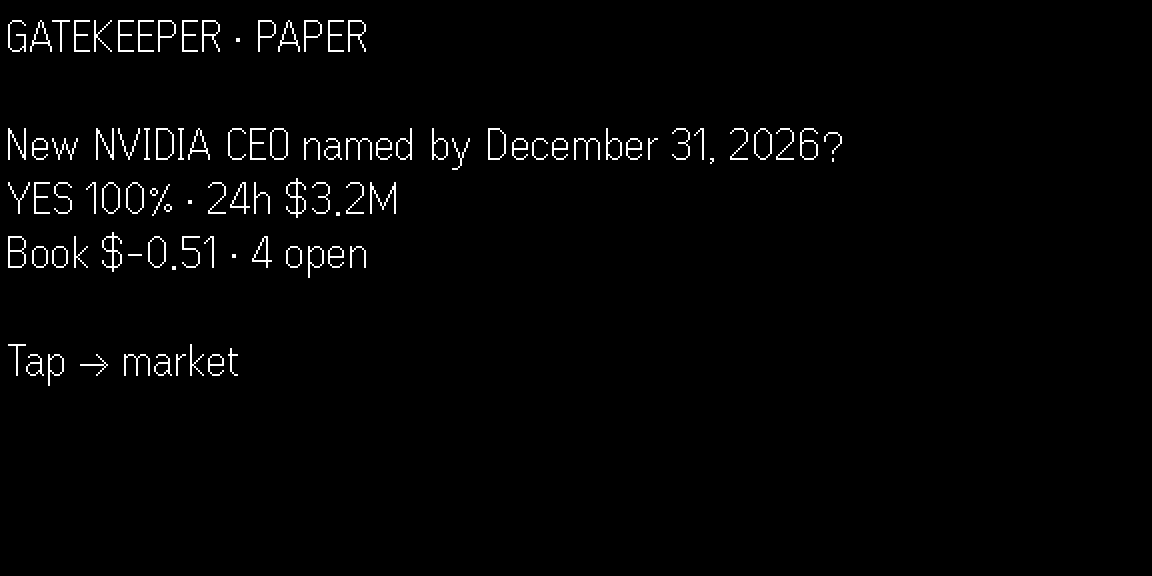 GATEKEEPER · PAPER
New NVIDIA CEO named by December 31, 2026?
YES 100% · 24h $3.2M
Book $-0.51 · 4 open
Tap → market